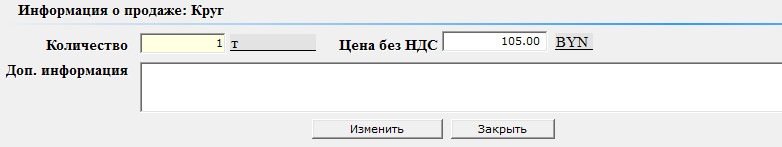 Информация о продаже: Круг
Количество 1 т Цена без НДС 105.00 BYN
Доп. информация
Изменить Закрыть